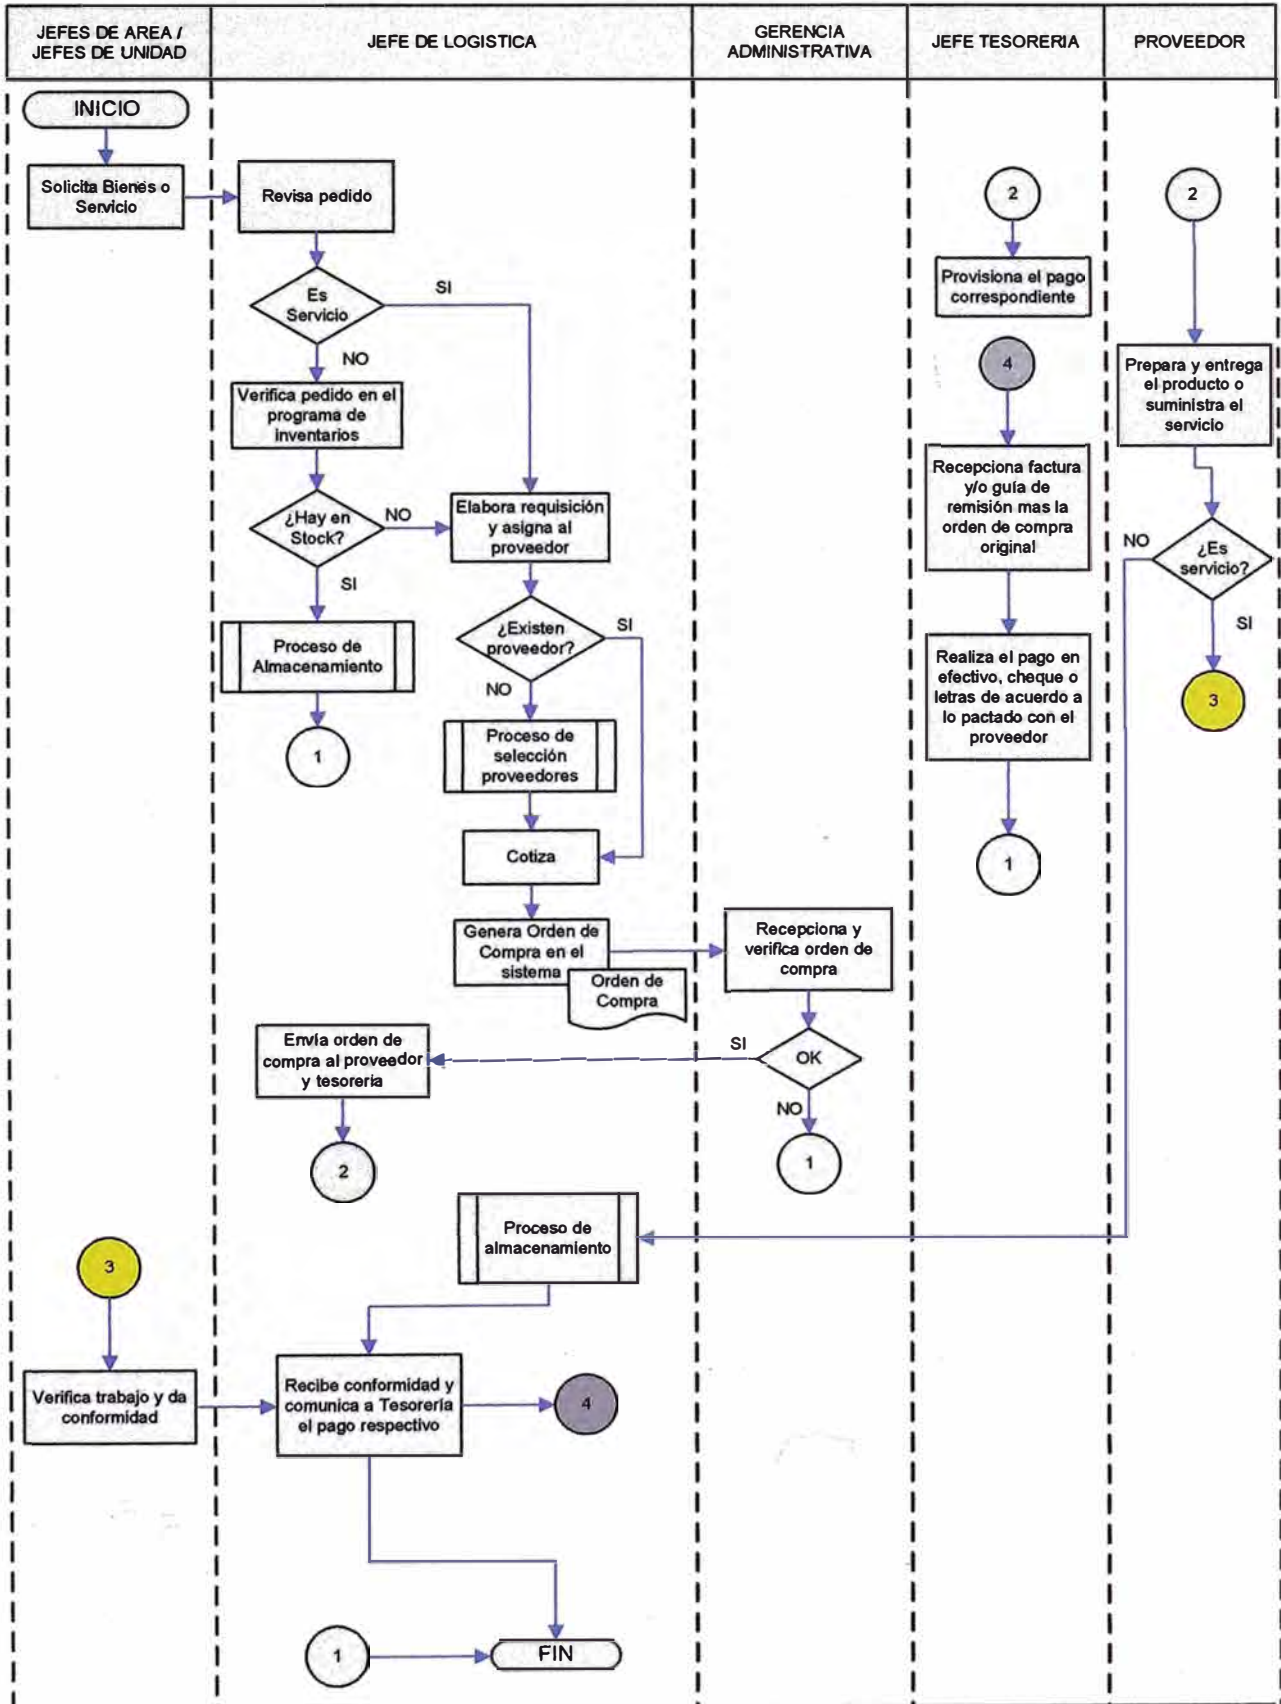 JEFES DE AREA /
JEFES DE UNIDAD
JEFE DE LOGISTICA
GERENCIA
ADMINISTRATIVA
JEFE TESORERIA
PROVEEDOR
INICIO
Solicita Bienes o
Servicio
Revisa pedido
2
2
Provisiona el pago
correspondiente
Es
Servicio
SI
NO
4
Prepara y entrega
el producto o
suministra el
servicio
Verifica pedido en el
programa de
inventarios
Recepciona factura
y/o guía de
remisión mas la
orden de compra
original
¿Hay en
Stock?
NO
SI
Elabora requisición
y asigna al
proveedor
¿Es
servicio?
NO
SI
Proceso de
Almacenamiento
¿Existen
proveedor?
SI
NO
Realiza el pago en
efectivo, cheque o
letras de acuerdo a
lo pactado con el
proveedor
3
1
Proceso de
selección
proveedores
Cotiza
1
Genera Orden de
Compra en el
sistema
Orden de
Compra
Recepciona y
verifica orden de
compra
Envía orden de
compra al proveedor
y tesoreria
SI
OK
NO
2
1
Proceso de
almacenamiento
3
Verifica trabajo y da
conformidad
Recibe conformidad y
comunica a Tesorería
el pago respectivo
4
1
FIN